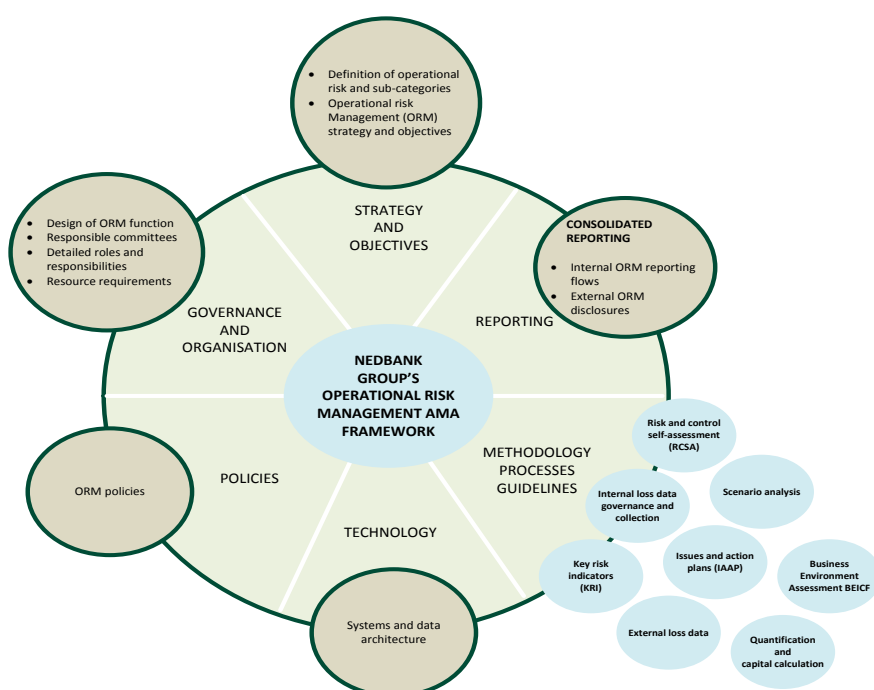 • Definition of operational
risk and sub-categories
• Operational risk
Management (ORM)
strategy and objectives
• Design of ORM function
• Responsible committees
• Detailed roles and
responsibilities
• Resource requirements
STRATEGY
AND
OBJECTIVES
CONSOLIDATED
REPORTING
• Internal ORM reporting
flows
• External ORM
disclosures
GOVERNANCE
AND
ORGANISATION
REPORTING
NEDBANK
GROUP'S
OPERATIONAL RISK
MANAGEMENT AMA
FRAMEWORK
POLICIES
METHODOLOGY
PROCESSES
GUIDELINES
TECHNOLOGY
ORM policies
Systems and data
architecture
Risk and control
self-assessment
(RCSA)
Internal loss data
governance and
collection
Scenario analysis
Key risk
indicators
(KRI)
Issues and action
plans (IAAP)
Business
Environment
Assessment BEICF
External loss data
Quantification
and
capital calculation